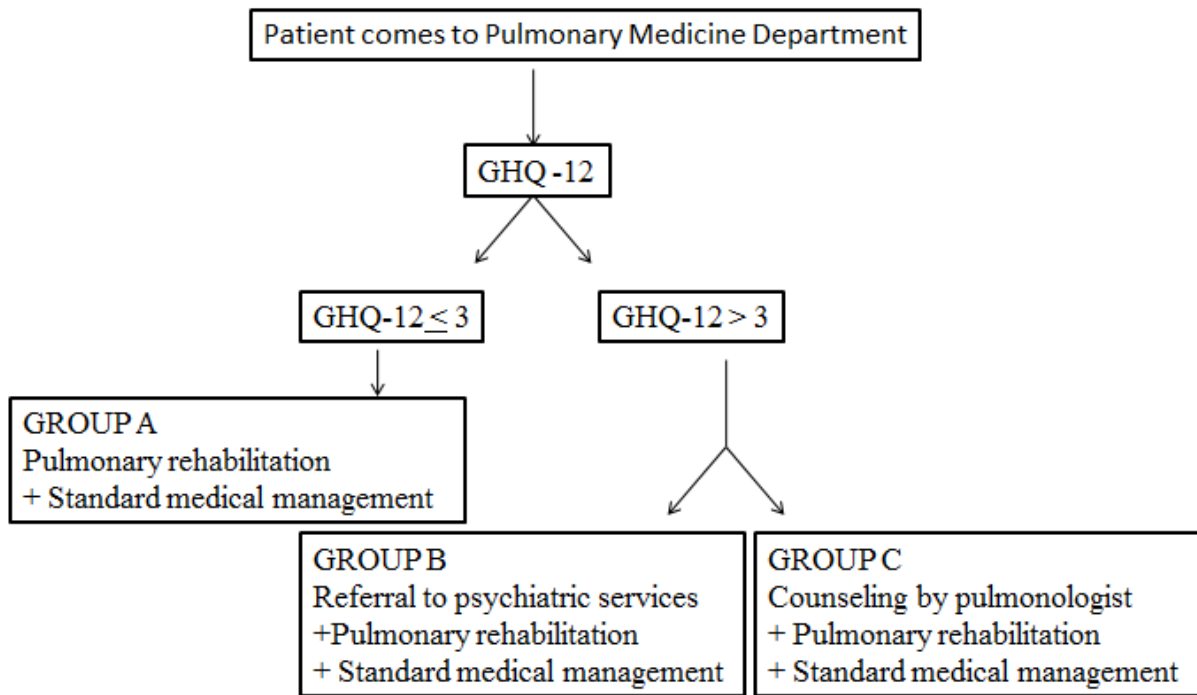 Patient comes to Pulmonary Medicine Department
GHQ -12
GHQ-12 ≤ 3
GHQ-12 > 3
GROUP A
Pulmonary rehabilitation
+ Standard medical management
GROUP B
Referral to psychiatric services
+Pulmonary rehabilitation
+ Standard medical management
GROUP C
Counseling by pulmonologist
+ Pulmonary rehabilitation
+ Standard medical management